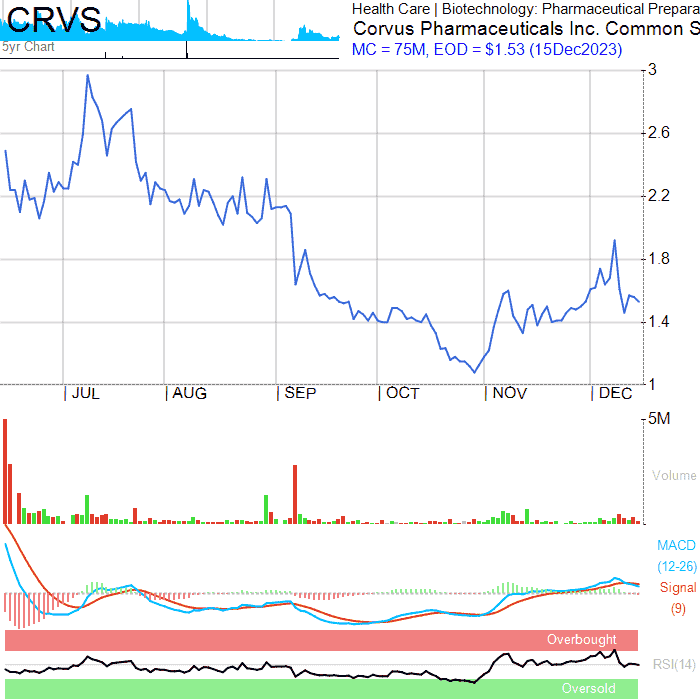 CRVS
5yr Chart
Health Care | Biotechnology: Pharmaceutical Prepara
Corvus Pharmaceuticals Inc. Common S
MC = 75M, EOD = $1.53 (15Dec2023)
3
2.6
2.2
1.8
1.4
1
JUL AUG SEP OCT NOV DEC
5M
Volume
MACD
(12-26)
Signal
(9)
Overbought
RSI(14)
Oversold